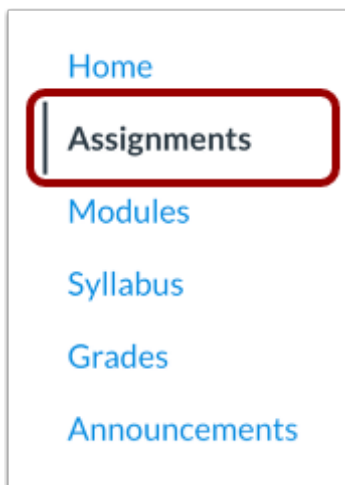 Home
Assignments
Modules
Syllabus
Grades
Announcements